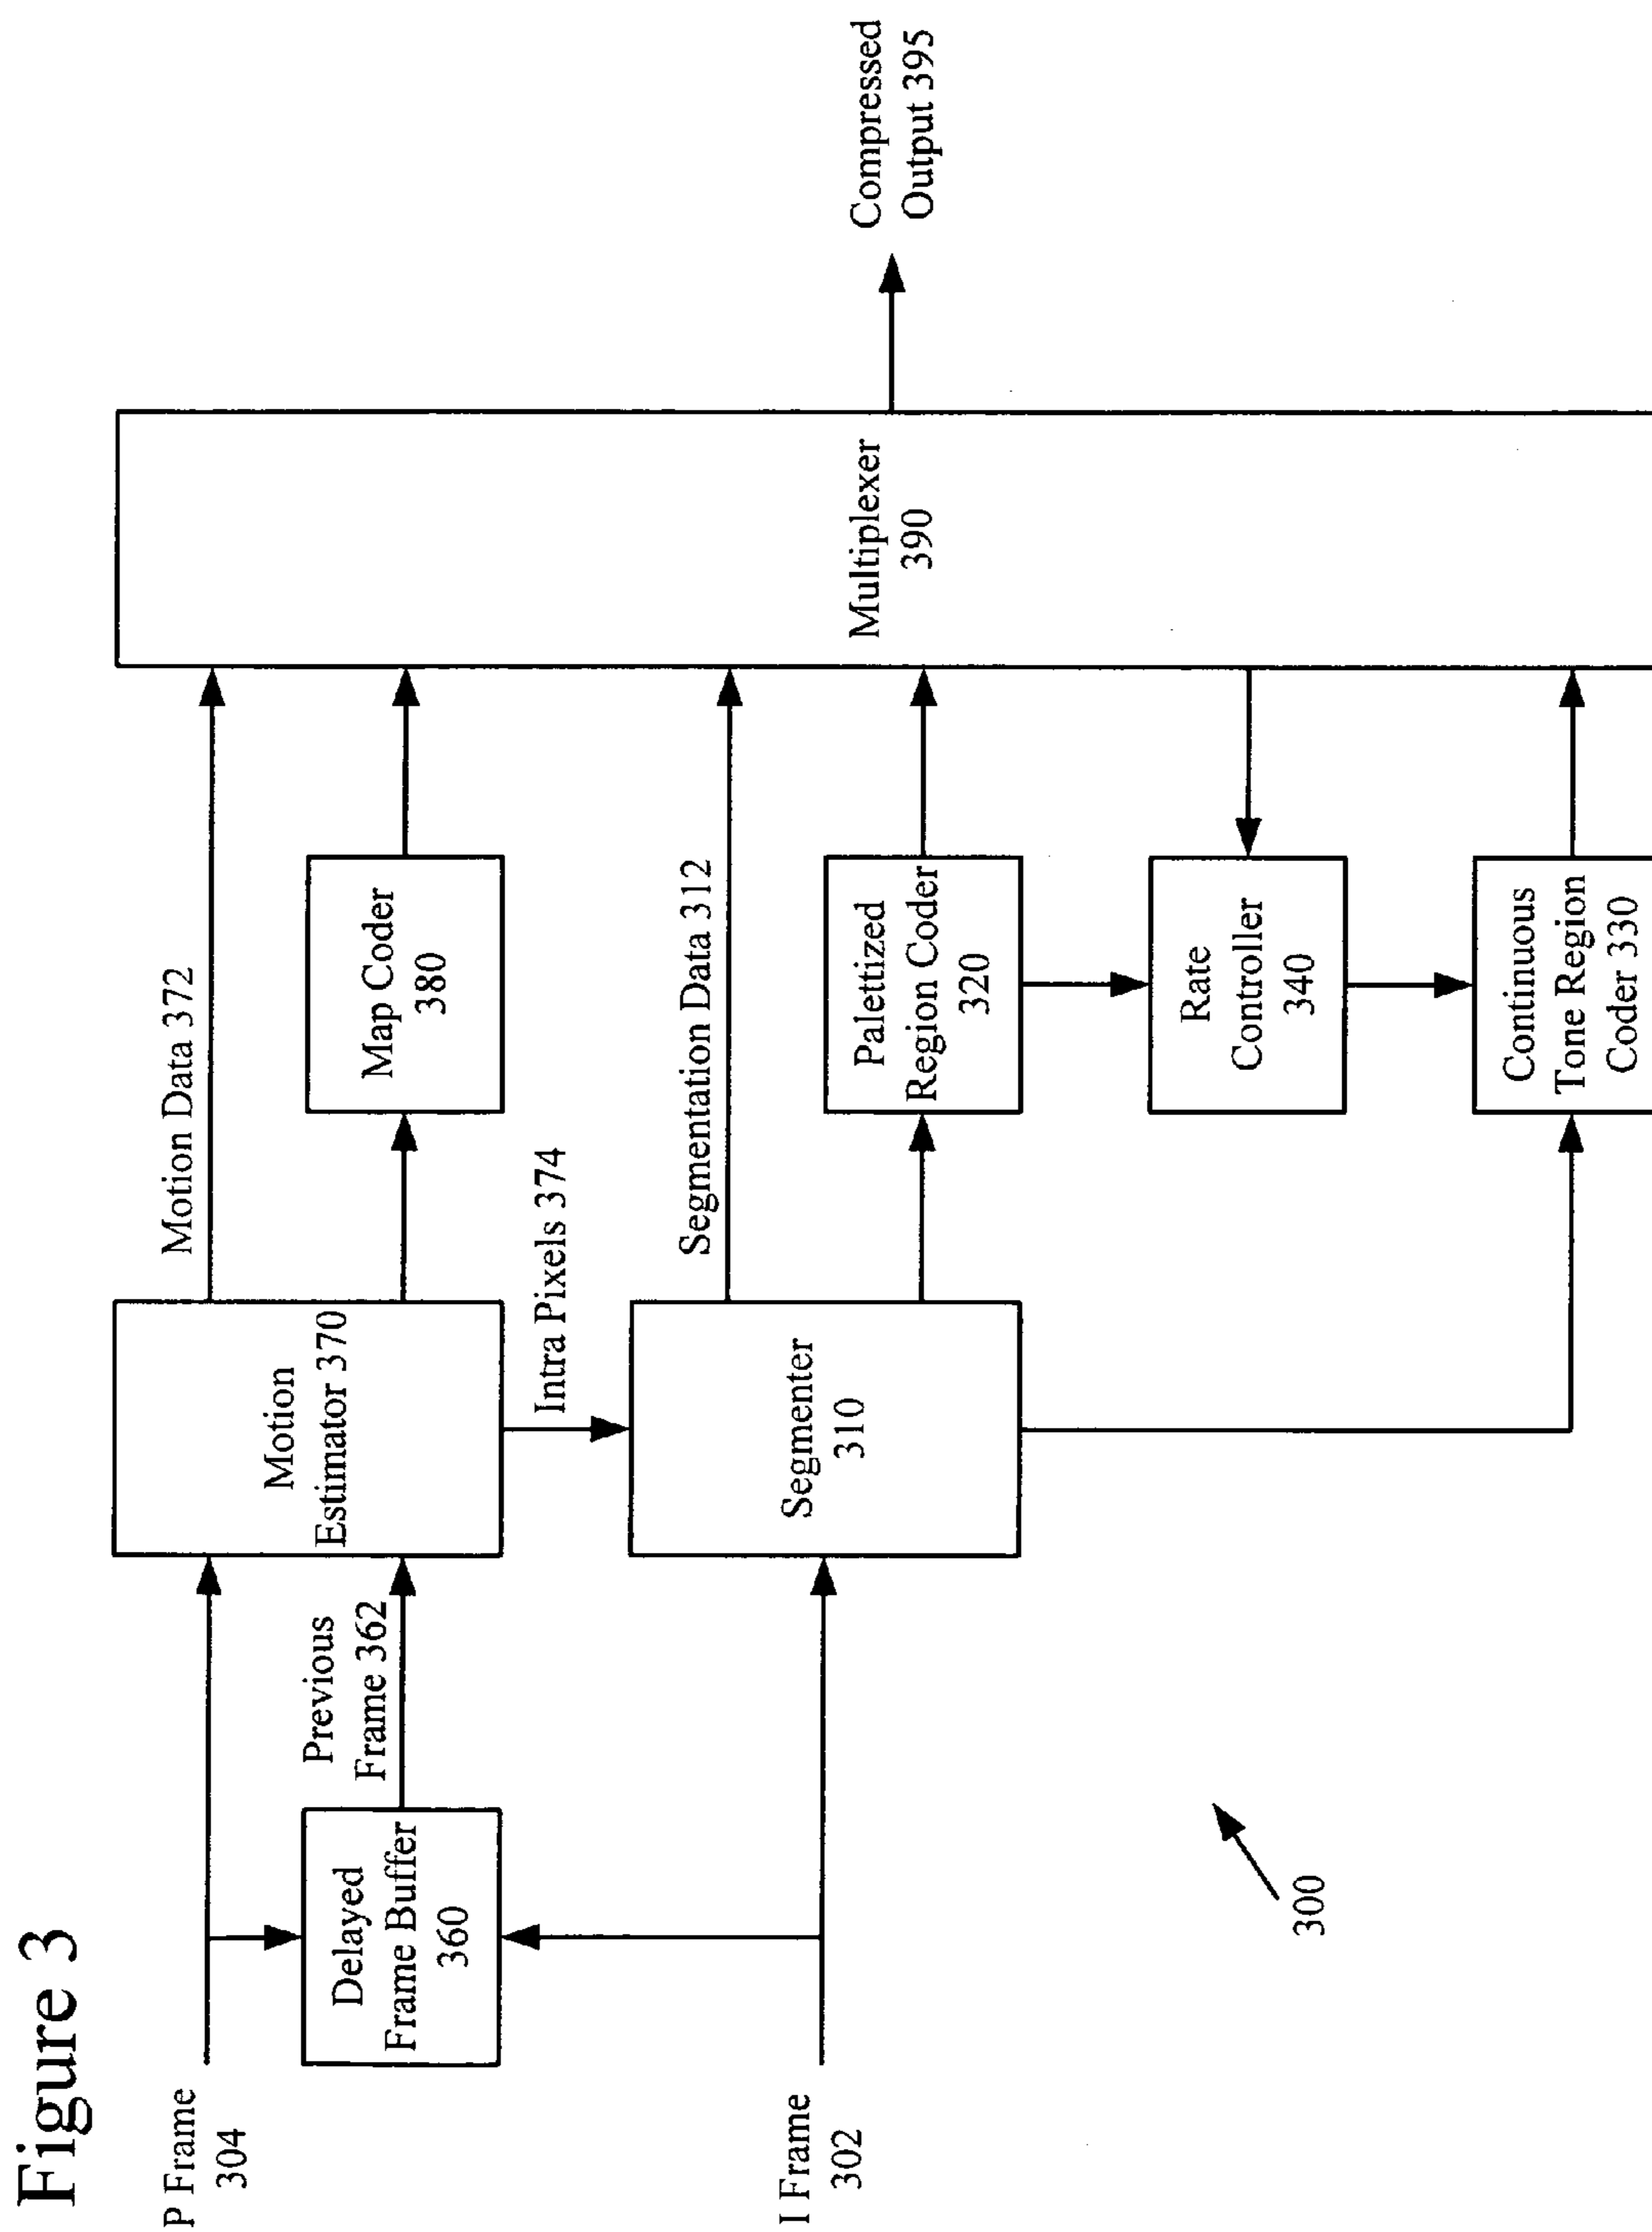 Figure 3
P Frame
304
Delayed
Frame Buffer
360
Previous
Frame 362
Motion
Estimator 370
Motion Data 372
Map Coder
380
Intra Pixels 374
I Frame
302
Segmenter
310
Segmentation Data 312
Palettized
Region Coder
320
Rate
Controller
340
Continuous
Tone Region
Coder 330
Multiplexer
390
Compressed
Output 395
300